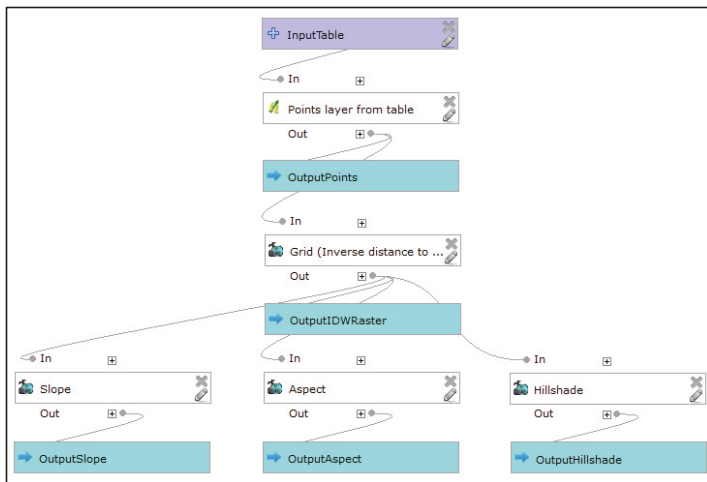 InputTable
In
Points layer from table
Out
OutputPoints
In
Grid (Inverse distance to ...
Out
OutputIDWRaster
In
In
In
Slope
Aspect
Hillshade
Out
Out
Out
OutputSlope
OutputAspect
OutputHillshade